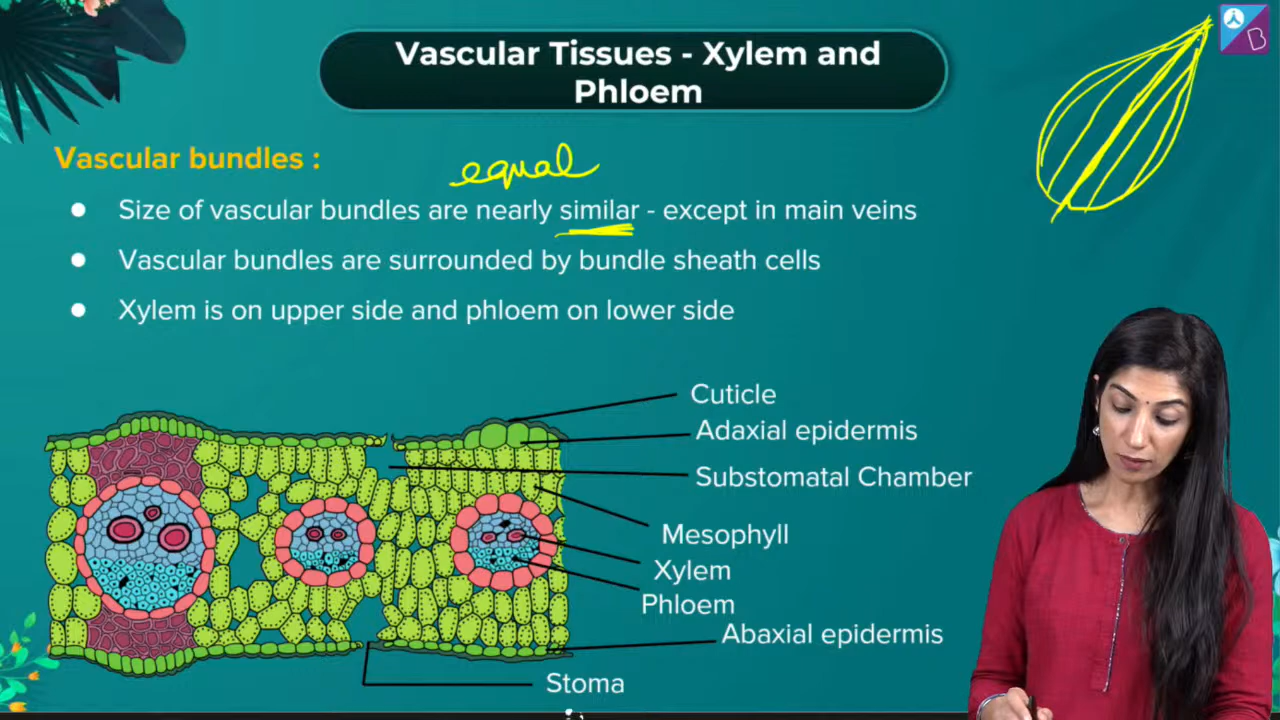 Vascular Tissues - Xylem and
Phloem
Vascular bundles :
equal
● Size of vascular bundles are nearly similar - except in main veins
● Vascular bundles are surrounded by bundle sheath cells
● Xylem is on upper side and phloem on lower side
Cuticle
Adaxial epidermis
Substomatal Chamber
Mesophyll
Xylem
Phloem
Abaxial epidermis
Stoma
B